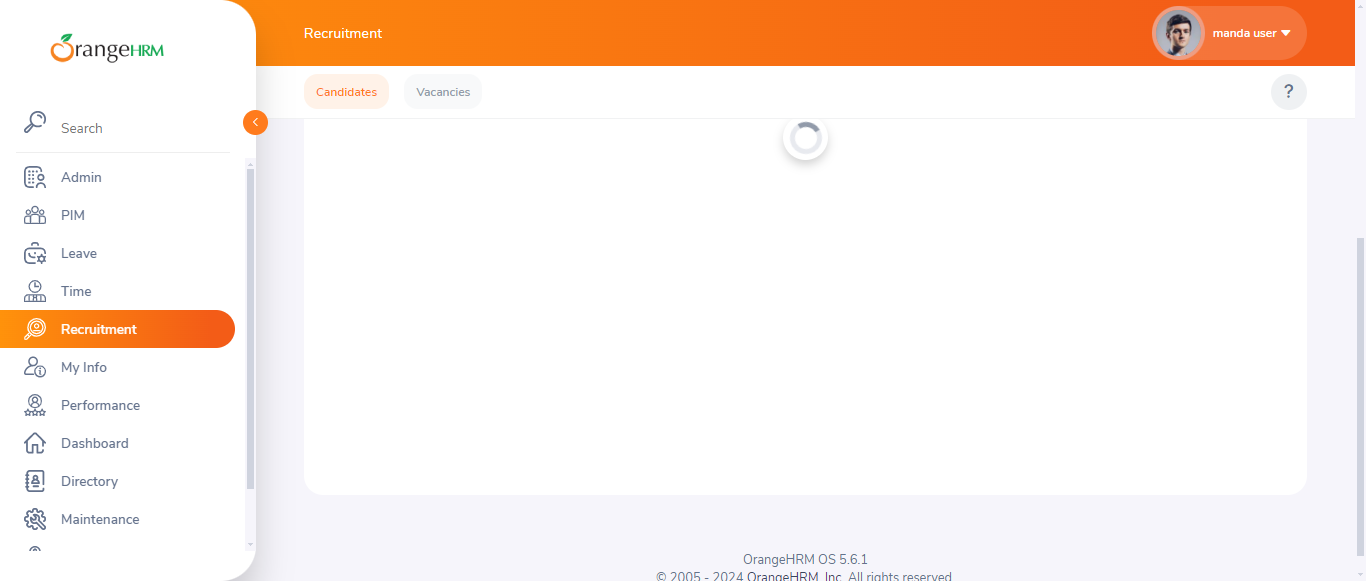 OrangeHRM
Recruitment
manda user
Candidates
Vacancies
?
Search
Admin
PIM
Leave
Time
Recruitment
My Info
Performance
Dashboard
Directory
Maintenance
OrangeHRM OS 5.6.1
© 2005 - 2024 OrangeHRM, Inc. All rights reserved